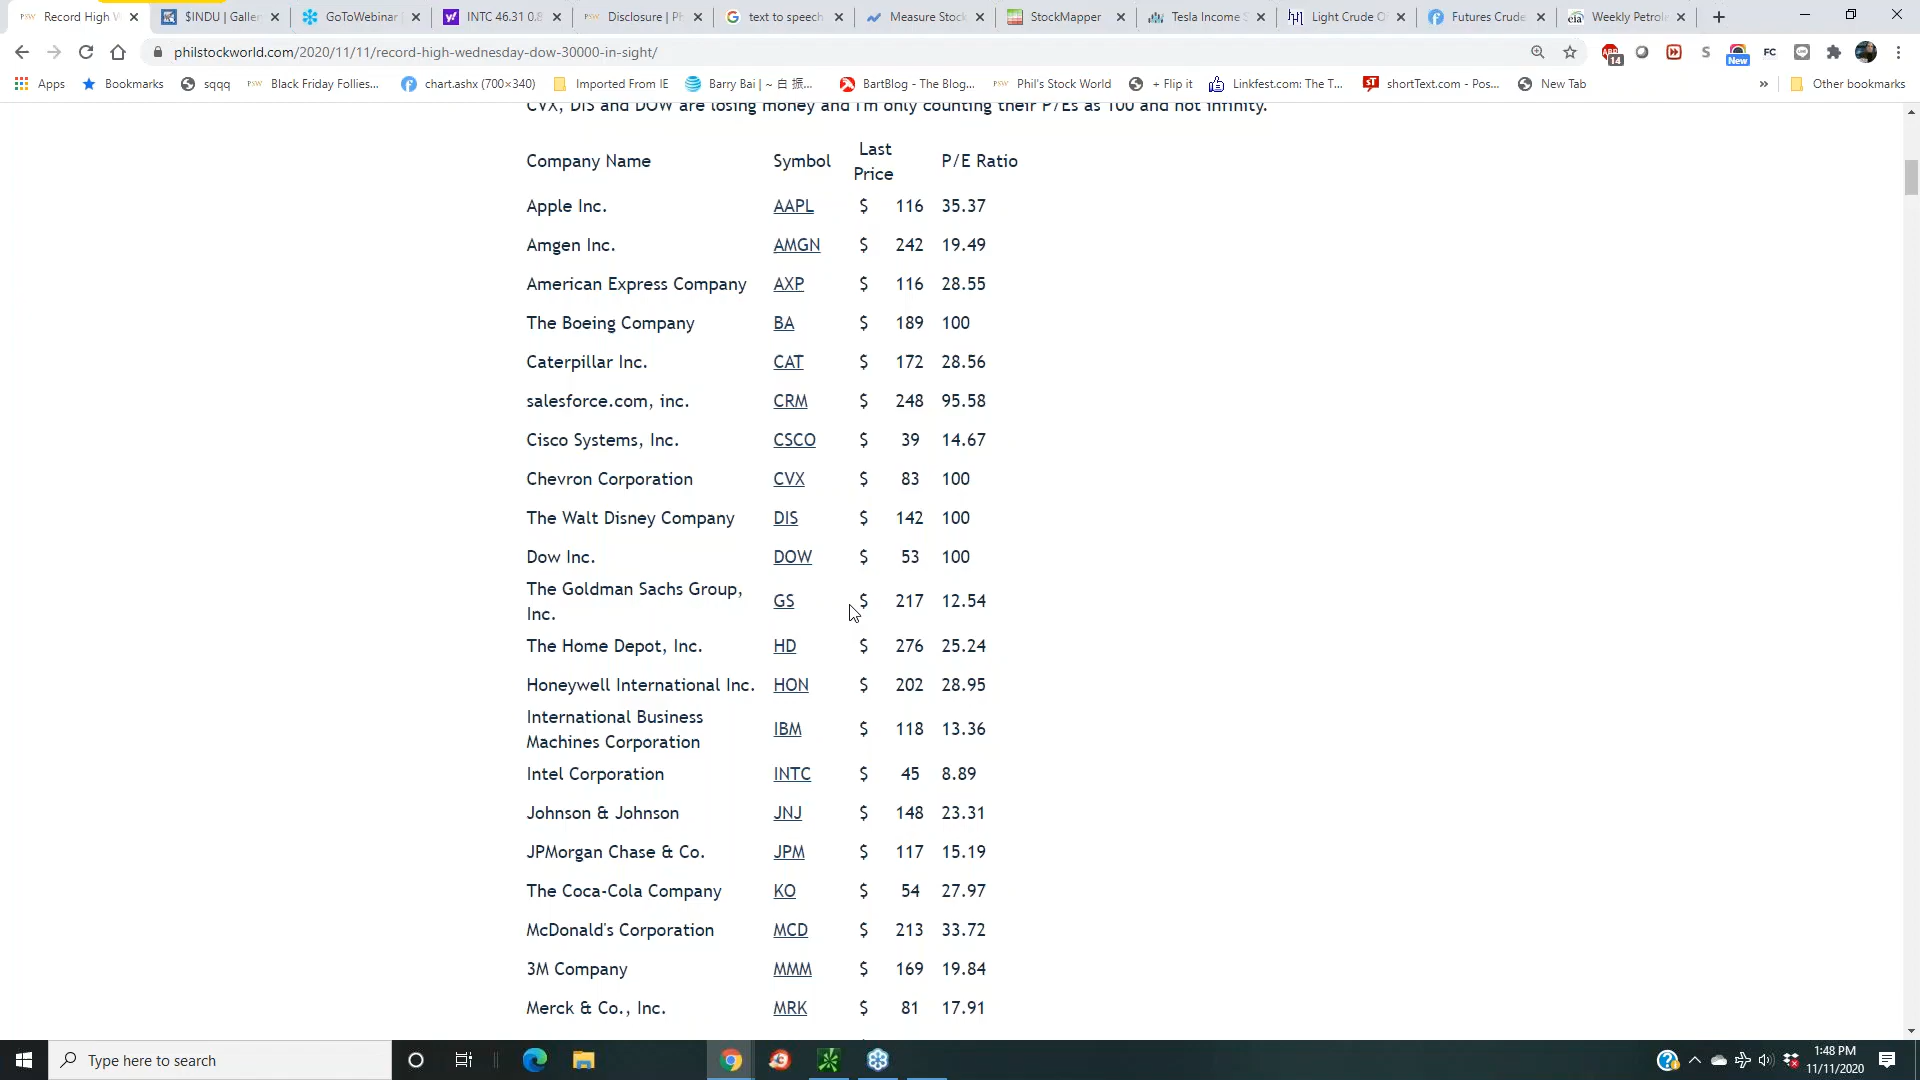 Record High W
$INDU | Galler
GoToWebinar
INTC 46.31 0.8
Disclosure | Ph
text to speech
Measure Stock
StockMapper
Tesla Income S
Light Crude O
Futures Crude
Weekly Petrol
philstockworld.com/2020/11/11/record-high-wednesday-dow-30000-in-sight/
14
New
FC
Apps
Bookmarks
sqqq
Black Friday Follies...
chart.ashx (700×340)
Imported From IE
Barry Bai | ~ 白 振...
BartBlog - The Blog...
Phil's Stock World
+ Flip it
Linkfest.com: The T...
shortText.com - Pos...
New Tab
»
Other bookmarks
CVX, DIS and DOW are losing money and I'm only counting their P/Es as 100 and not infinity.
Company Name Symbol Last Price P/E Ratio
Apple Inc. AAPL $ 116 35.37
Amgen Inc. AMGN $ 242 19.49
American Express Company AXP $ 116 28.55
The Boeing Company BA $ 189 100
Caterpillar Inc. CAT $ 172 28.56
salesforce.com, inc. CRM $ 248 95.58
Cisco Systems, Inc. CSCO $ 39 14.67
Chevron Corporation CVX $ 83 100
The Walt Disney Company DIS $ 142 100
Dow Inc. DOW $ 53 100
The Goldman Sachs Group,
Inc. GS $ 217 12.54
The Home Depot, Inc. HD $ 276 25.24
Honeywell International Inc. HON $ 202 28.95
International Business
Machines Corporation IBM $ 118 13.36
Intel Corporation INTC $ 45 8.89
Johnson & Johnson JNJ $ 148 23.31
JPMorgan Chase & Co. JPM $ 117 15.19
The Coca-Cola Company KO $ 54 27.97
McDonald's Corporation MCD $ 213 33.72
3M Company MMM $ 169 19.84
Merck & Co., Inc. MRK $ 81 17.91
Type here to search
1:48 PM
11/11/2020